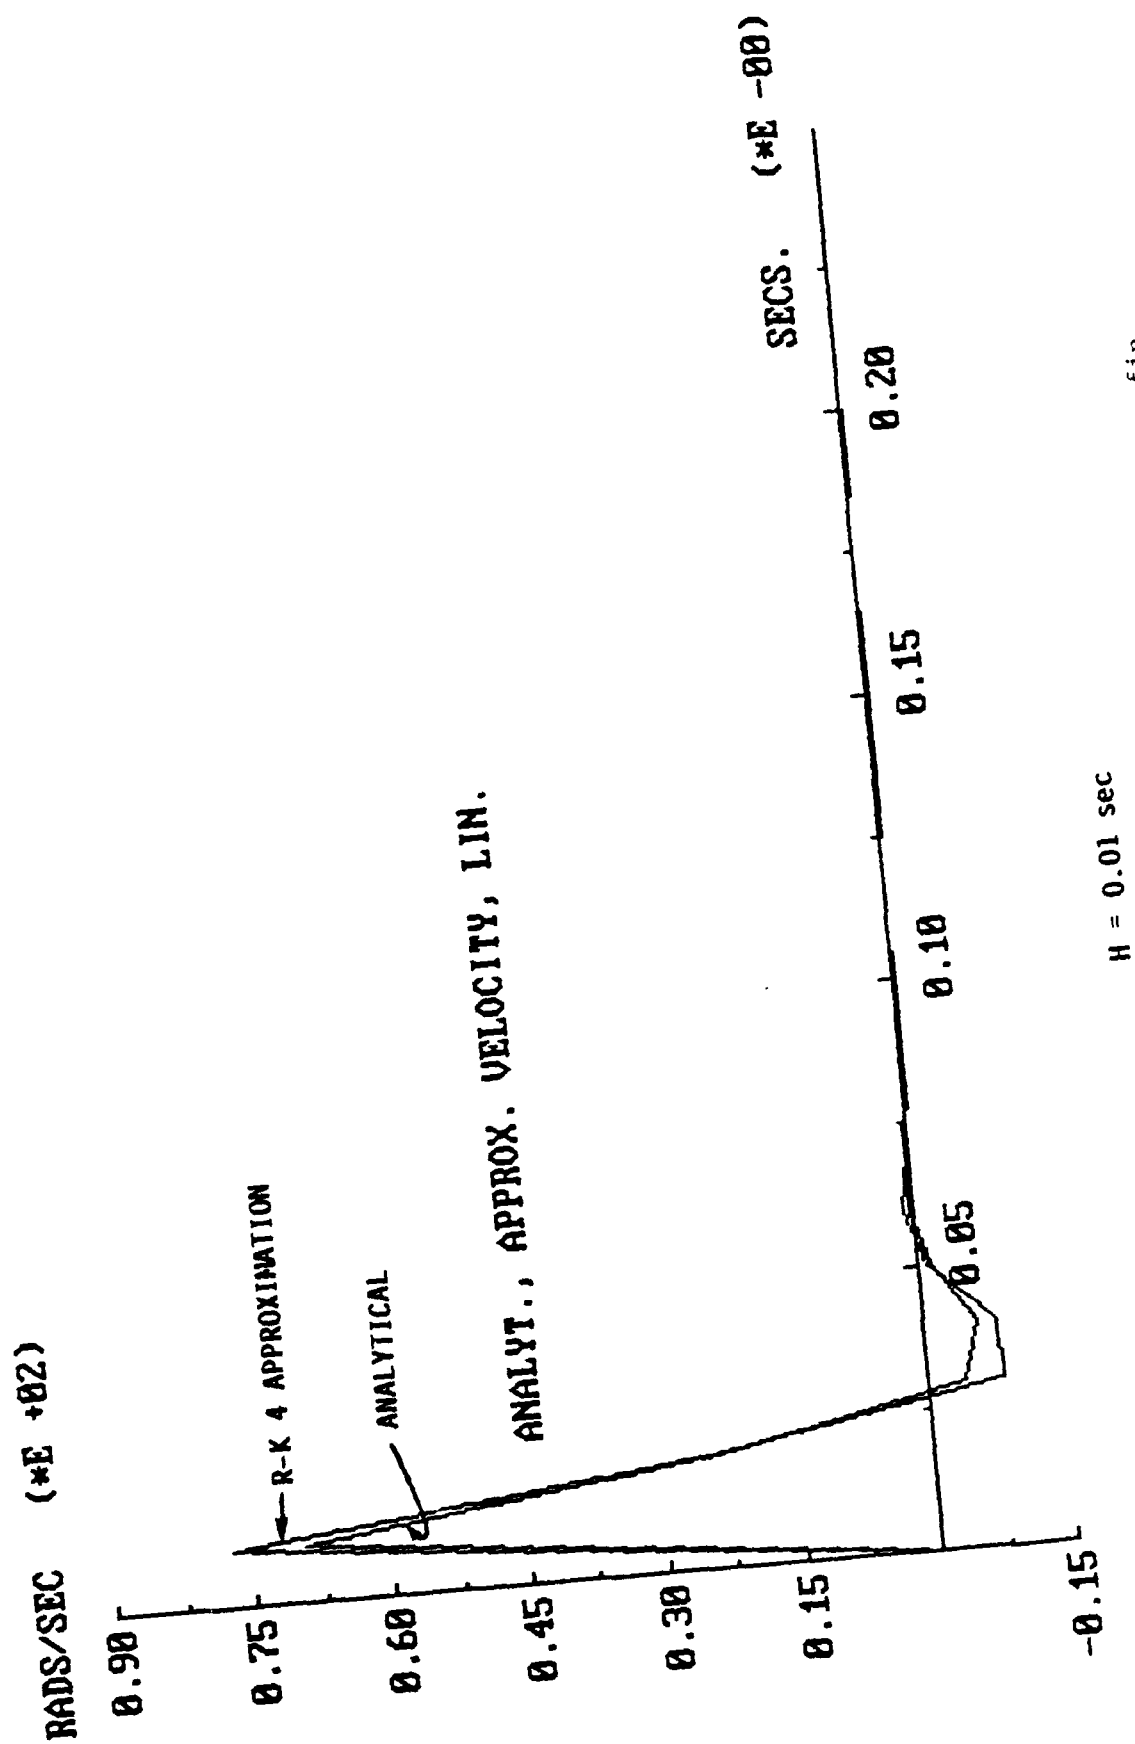 RADS/SEC (*E +02)
0.90
0.75
0.60
0.45
0.30
0.15
-0.15
R-K 4 APPROXIMATION
ANALYTICAL
ANALYT., APPROX. VELOCITY, LIN.
0.05
0.10
0.15
0.20
SECS. (*E -00)
H = 0.01 sec